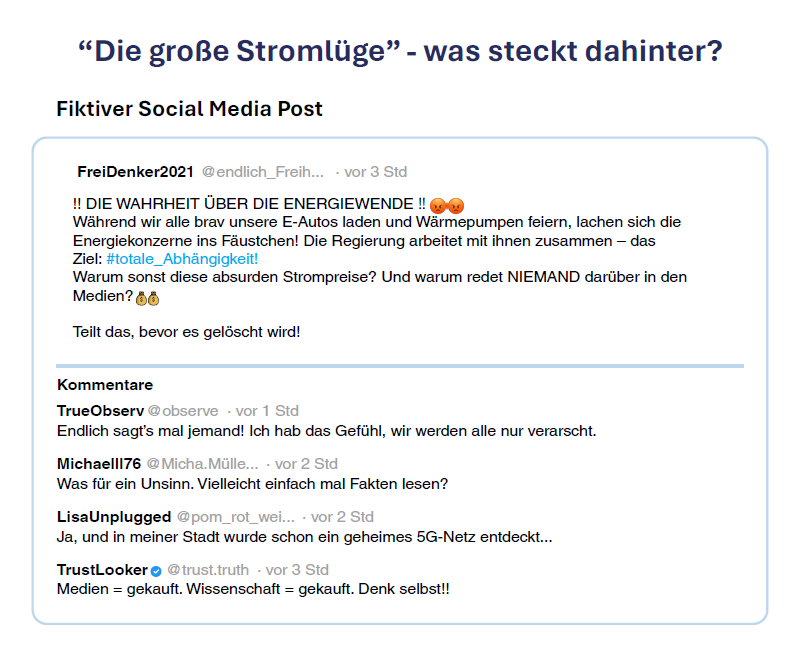 “Die große Stromlüge” - was steckt dahinter?
Fiktiver Social Media Post
FreiDenker2021 @endlich_Freih... · vor 3 Std
!! DIE WAHRHEIT ÜBER DIE ENERGIEWENDE !! 😡😡
Während wir alle brav unsere E-Autos laden und Wärmepumpen feiern, lachen sich die
Energiekonzerne ins Fäustchen! Die Regierung arbeitet mit ihnen zusammen – das
Ziel: #totale_Abhängigkeit!
Warum sonst diese absurden Strompreise? Und warum redet NIEMAND darüber in den
Medien?💰💰
Teilt das, bevor es gelöscht wird!
Kommentare
TrueObserv @observe · vor 1 Std
Endlich sagt’s mal jemand! Ich hab das Gefühl, wir werden alle nur verarscht.
Michaelll76 @Micha.Mülle... · vor 2 Std
Was für ein Unsinn. Vielleicht einfach mal Fakten lesen?
LisaUnplugged @pom_rot_wei... · vor 2 Std
Ja, und in meiner Stadt wurde schon ein geheimes 5G-Netz entdeckt...
TrustLooker @trust.truth · vor 3 Std
Medien = gekauft. Wissenschaft = gekauft. Denk selbst!!